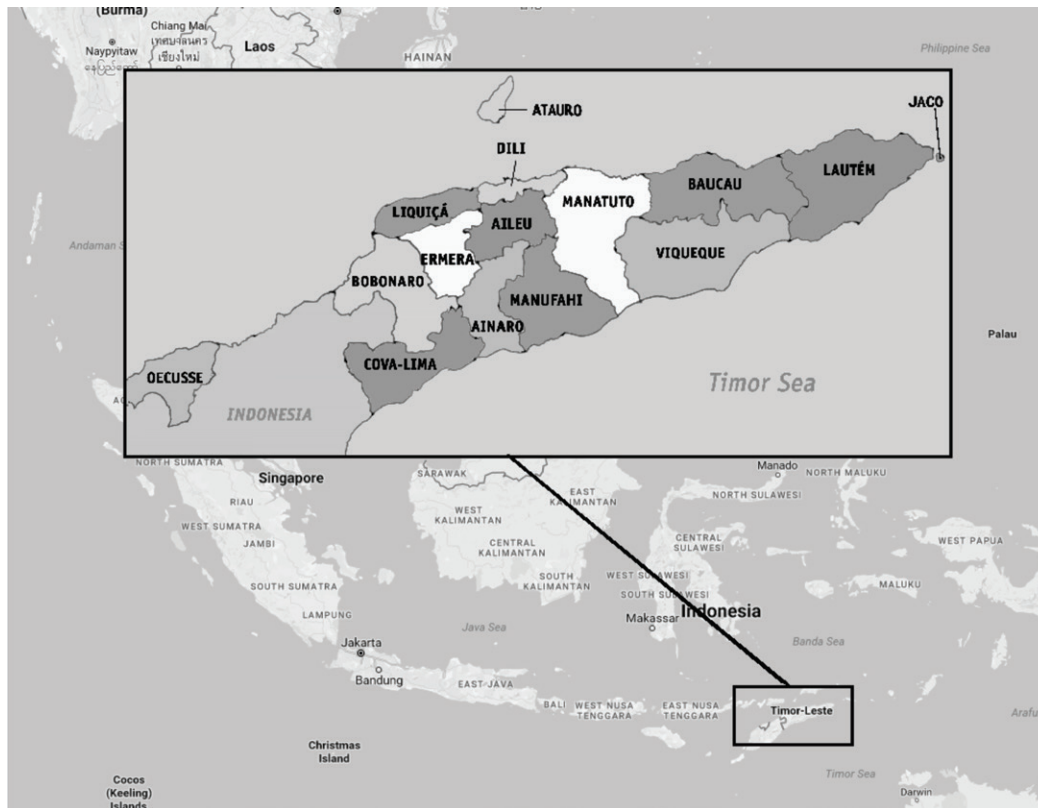 (Burma)
Chiang Mai
Naypyitaw
Laos
HAINAN
Philippine Sea
ATAURO
JACO
DILI
LAUTÉM
BAUCAU
MANATUTO
LIQUIÇÁ
AILEU
Andaman S
ERMERA
VIQUEQUE
BOBONARO
MANUFAHI
AINARO
Palau
COVA-LIMA
OECUSSE
Timor Sea
INDONESIA
NORTH SUMATRA
SARAWAK
Manado
NORTH MALUKU
Singapore
EAST
KALIMANTAN
NORTH SULAWESI
RIAU
WEST
KALIMANTAN
WEST SUMATRA
CENTRAL
SULAWESI
WEST PAPUA
JAMBI
CENTRAL
KALIMANTAN
SOUTH
KALIMANTAN
WEST SULAWESI
MALUKU
SOUTH SUMATRA
SOUTH SULAWESI
LAMPUNG
Makassar
Indonesia
Java Sea
Banda Sea
Jakarta
Bandung
EAST JAVA
BALI
WEST NUSA
TENGGARA
EAST NUSA
TENGGARA
Timor-Leste
Arafu
Christmas
Island
Timor Sea
Cocos
(Keeling)
Islands
Darwin